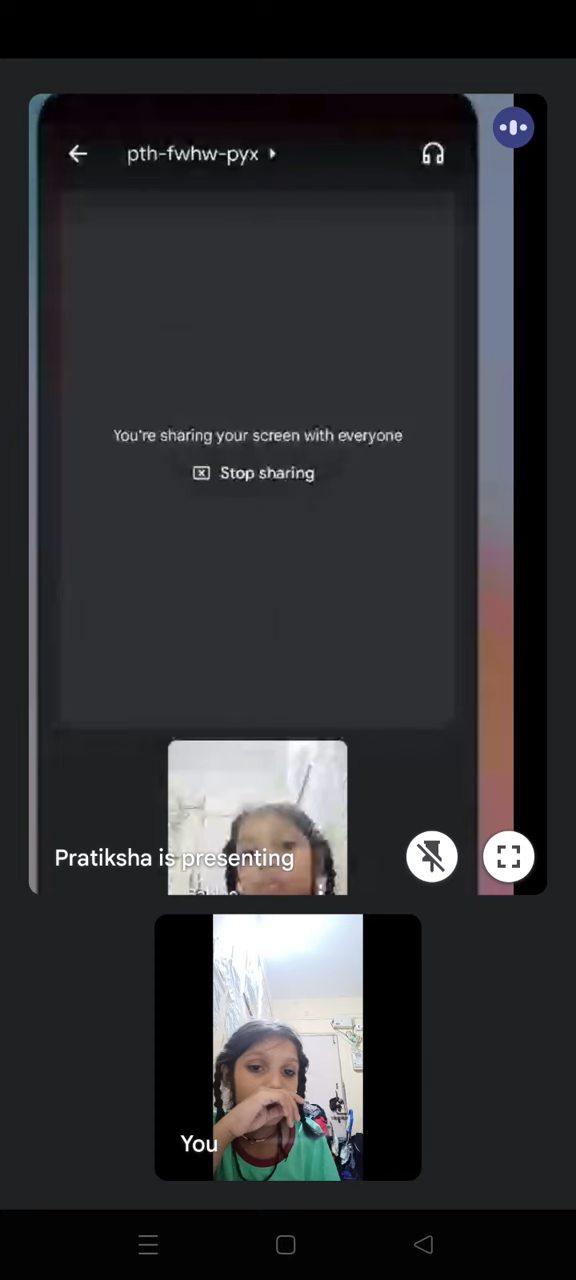 pth-fwhw-pyx
You're sharing your screen with everyone
Stop sharing
Pratiksha is presenting
You